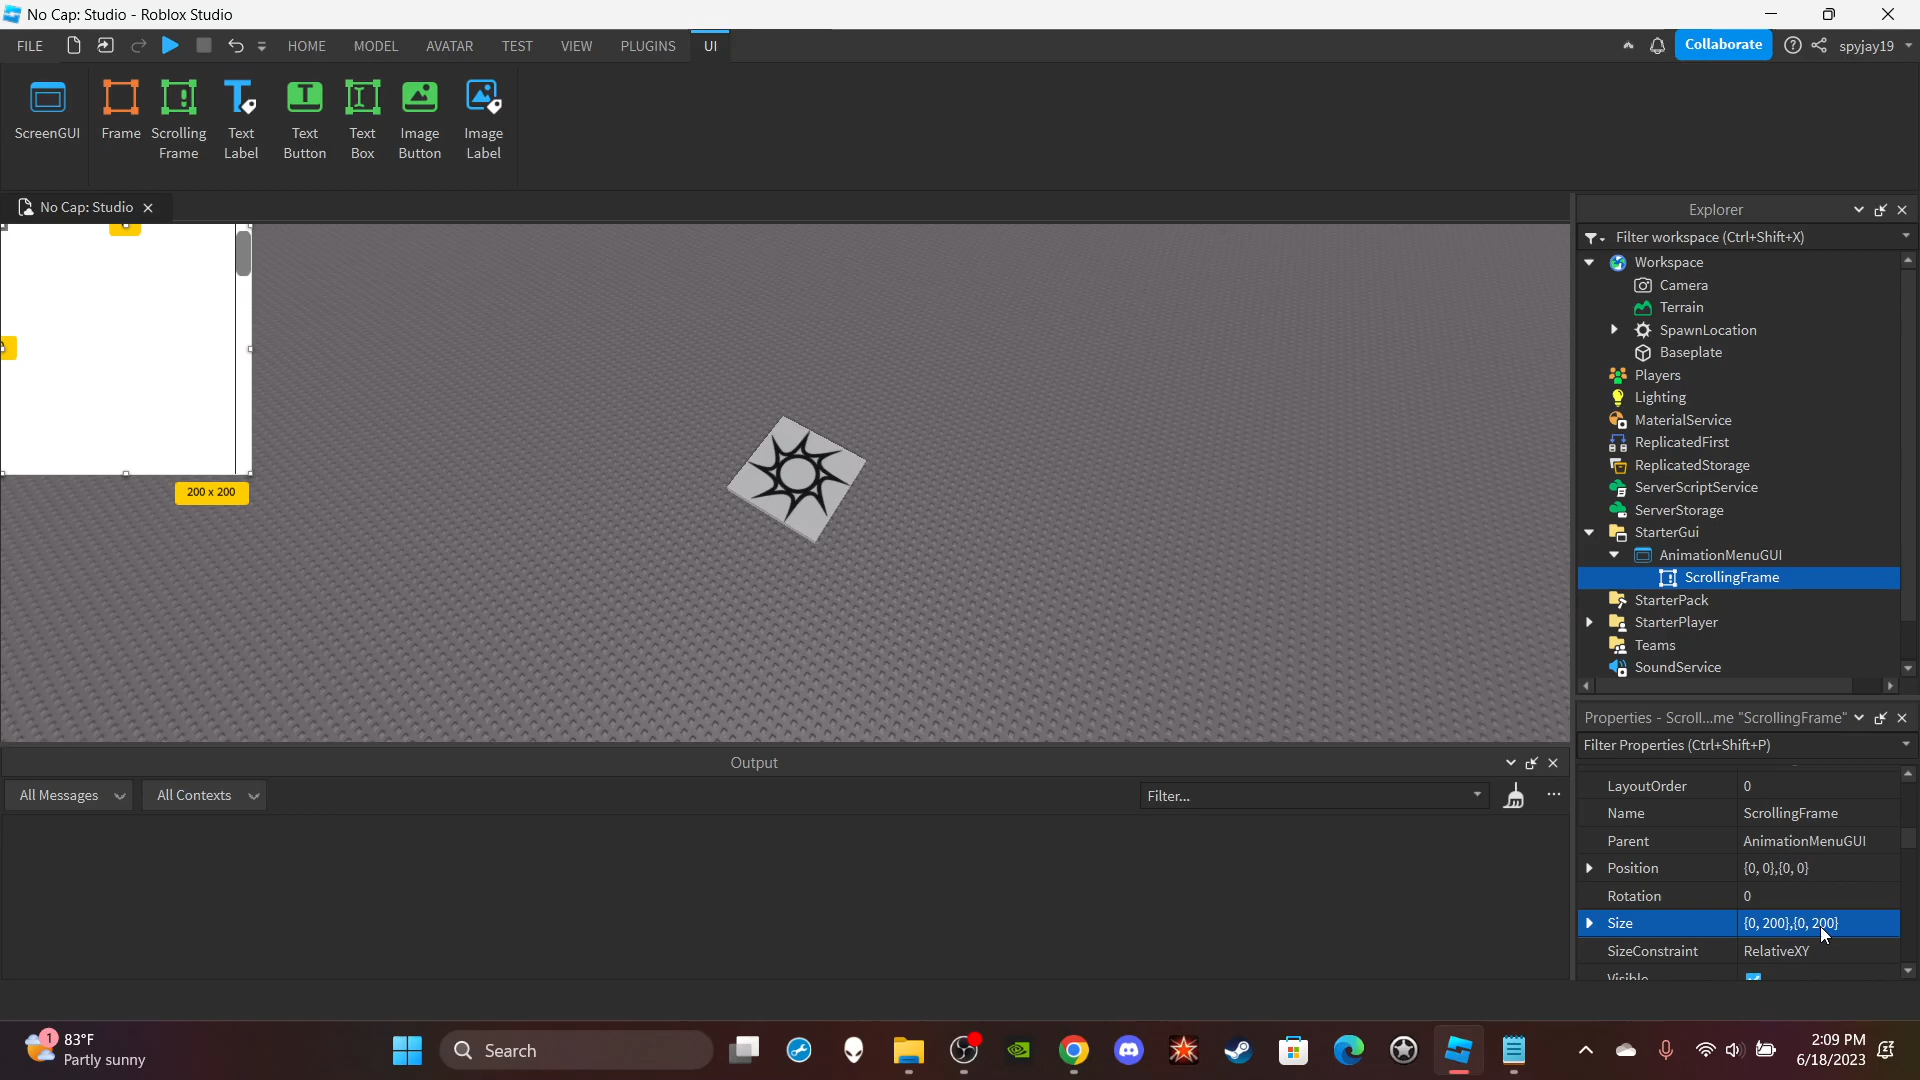 No Cap: Studio - Roblox Studio
FILE HOME MODEL AVATAR TEST VIEW PLUGINS UI Collaborate spyjay19
ScreenGUI
Frame
Scrolling
Frame
Text
Label
Text
Button
Text
Box
Image
Button
Image
Label
No Cap: Studio
200 x 200
Explorer
Filter workspace (Ctrl+Shift+X)
Workspace
Camera
Terrain
SpawnLocation
Baseplate
Players
Lighting
MaterialService
ReplicatedFirst
ReplicatedStorage
ServerScriptService
ServerStorage
StarterGui
AnimationMenuGUI
ScrollingFrame
StarterPack
StarterPlayer
Teams
SoundService
Properties - Scroll...me "ScrollingFrame"
Filter Properties (Ctrl+Shift+P)
LayoutOrder 0
Name ScrollingFrame
Parent AnimationMenuGUI
Position {0, 0},{0, 0}
Rotation 0
Size {0, 200},{0, 200}
SizeConstraint RelativeXY
Visible
Output
All Messages All Contexts Filter...
1
83°F
Partly sunny
Search
2:09 PM
6/18/2023